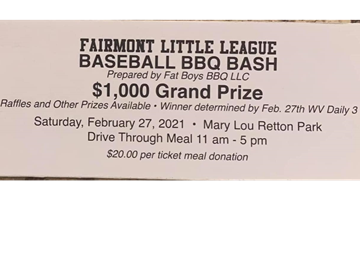 FAIRMONT LITTLE LEAGUE
BASEBALL BBQ BASH
Prepared by Fat Boys BBQ LLC
$1,000 Grand Prize
Raffles and Other Prizes Available • Winner determined by Feb. 27th WV Daily 3
Saturday, February 27, 2021 • Mary Lou Retton Park
Drive Through Meal 11 am - 5 pm
$20.00 per ticket meal donation